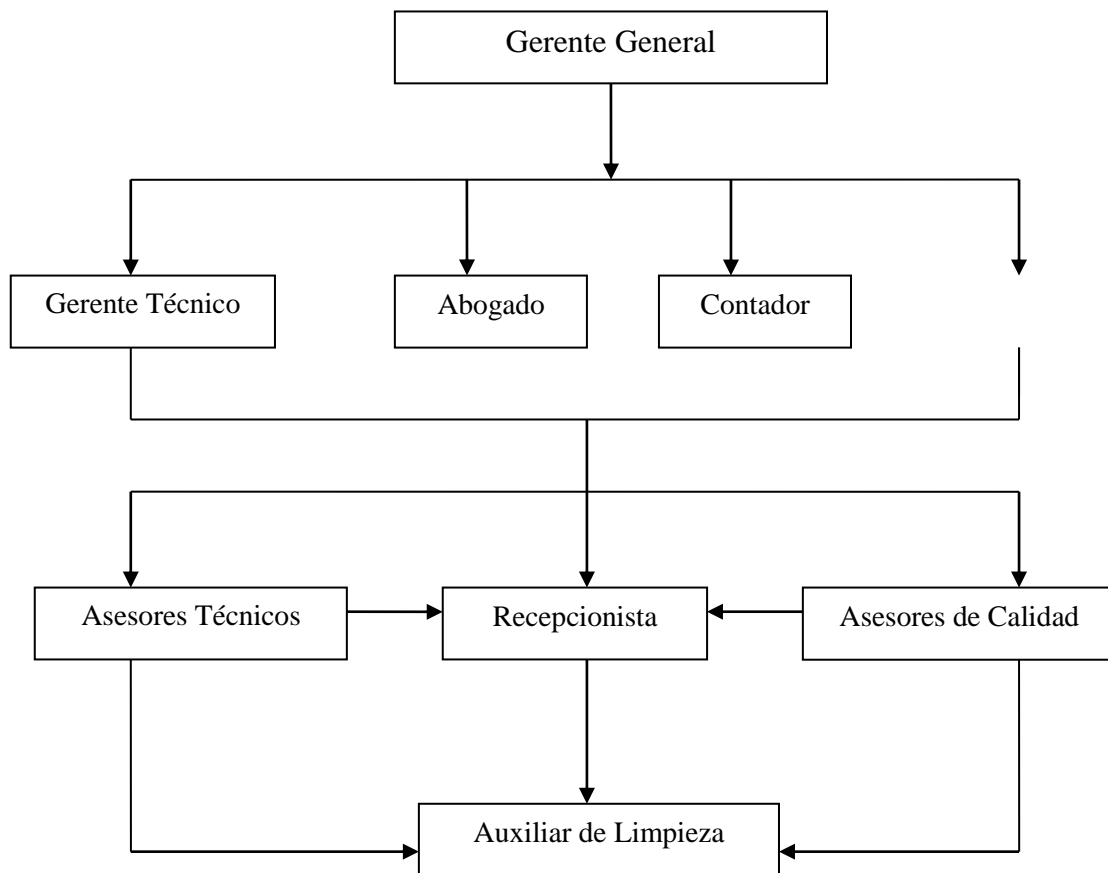 Gerente General
Gerente Técnico
Abogado
Contador
Asesores Técnicos
Recepcionista
Asesores de Calidad
Auxiliar de Limpieza